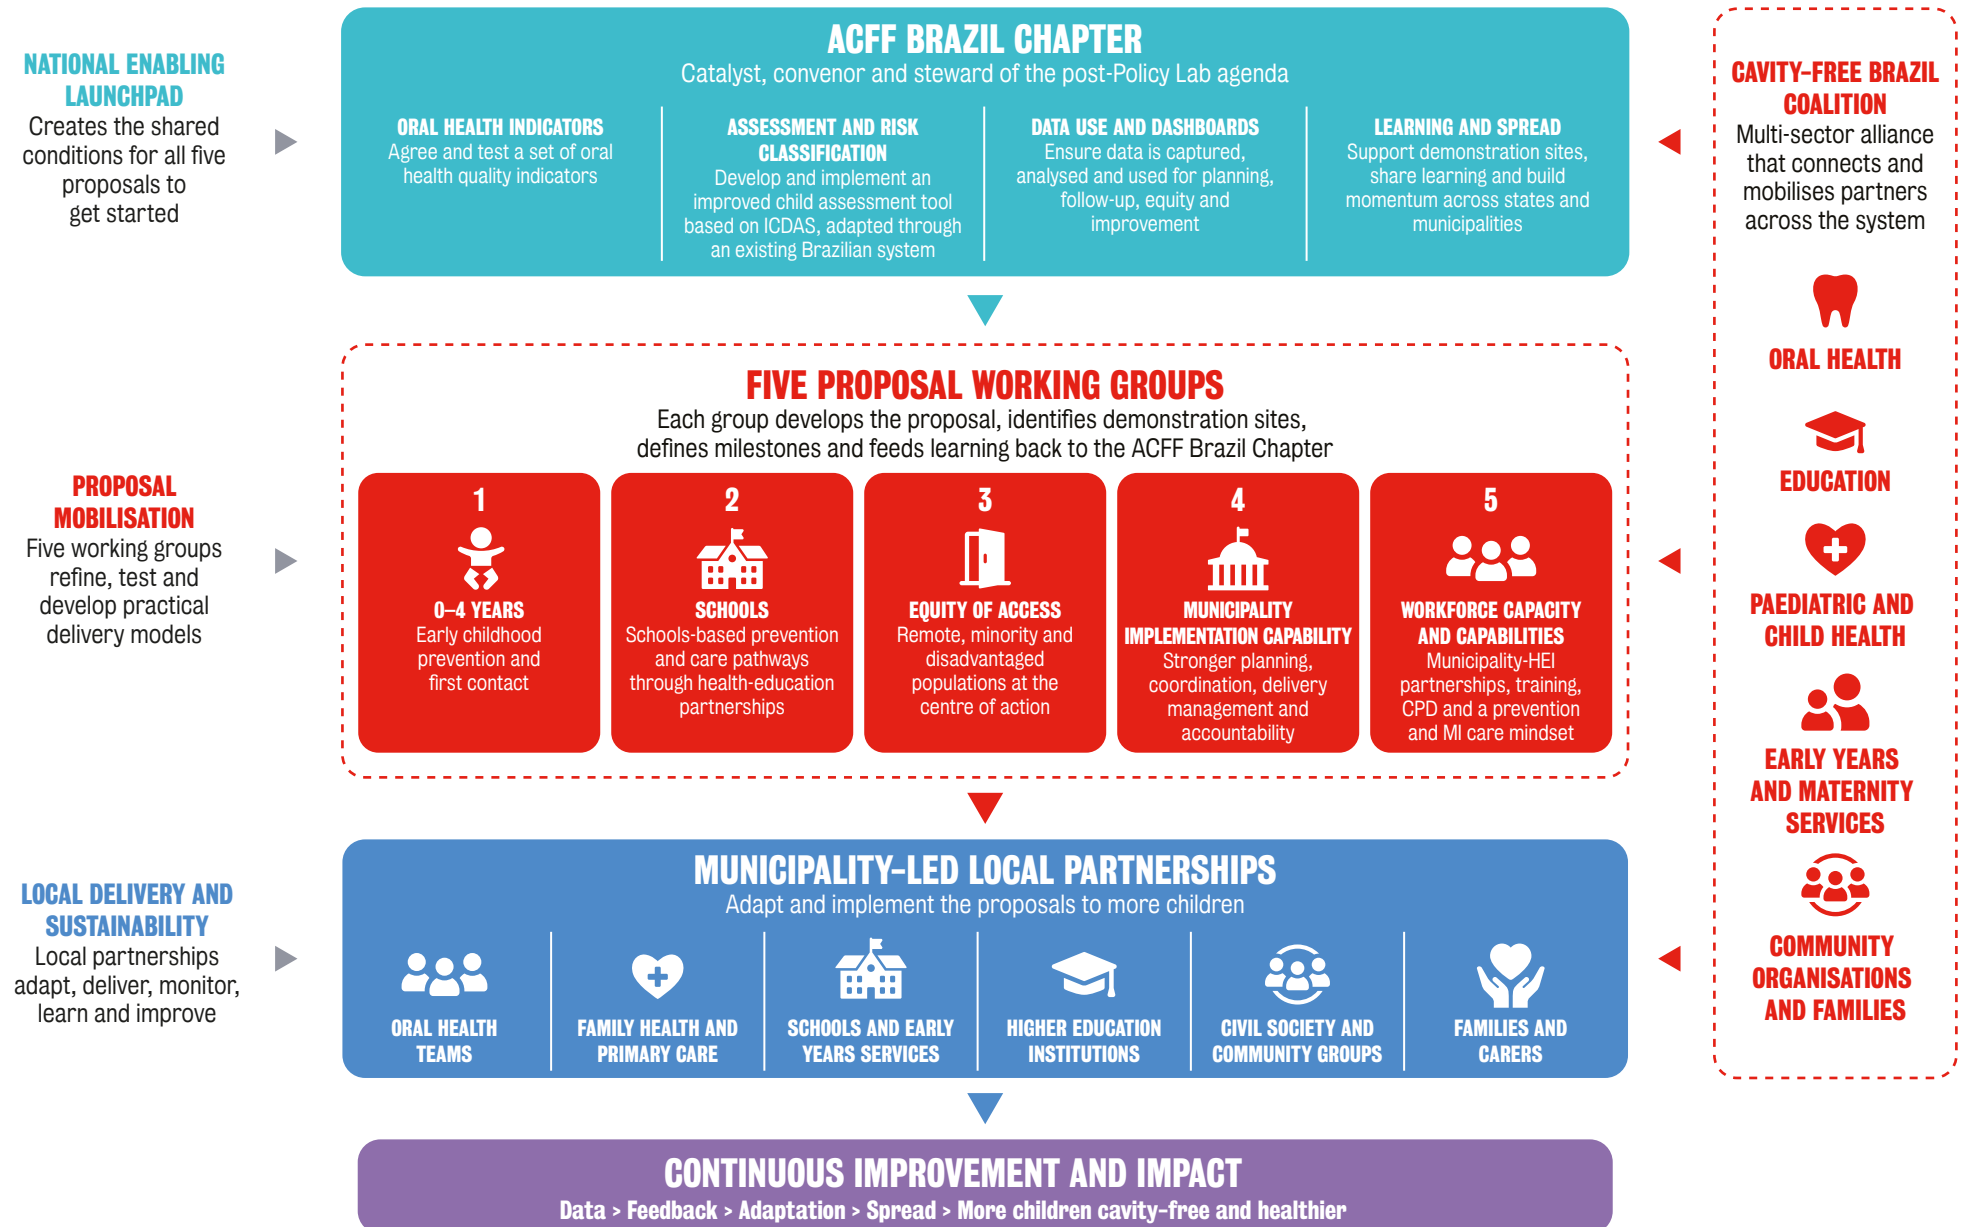 NATIONAL ENABLING
LAUNCHPAD
Creates the shared
conditions for all five
proposals to
get started
ACFF BRAZIL CHAPTER
Catalyst, convenor and steward of the post-Policy Lab agenda
ORAL HEALTH INDICATORS
Agree and test a set of oral
health quality indicators
ASSESSMENT AND RISK
CLASSIFICATION
Develop and implement an
improved child assessment tool
based on ICDAS, adapted through
an existing Brazilian system
DATA USE AND DASHBOARDS
Ensure data is captured,
analysed and used for planning,
follow-up, equity and
improvement
LEARNING AND SPREAD
Support demonstration sites,
share learning and build
momentum across states and
municipalities
PROPOSAL
MOBILISATION
Five working groups
refine, test and
develop practical
delivery models
FIVE PROPOSAL WORKING GROUPS
Each group develops the proposal, identifies demonstration sites,
defines milestones and feeds learning back to the ACFF Brazil Chapter
1
0–4 YEARS
Early childhood
prevention and
first contact
2
SCHOOLS
Schools-based prevention
and care pathways
through health-education
partnerships
3
EQUITY OF ACCESS
Remote, minority and
disadvantaged
populations at the
centre of action
4
MUNICIPALITY
IMPLEMENTATION CAPABILITY
Stronger planning,
coordination, delivery
management and
accountability
5
WORKFORCE CAPACITY
AND CAPABILITIES
Municipality-HEI
partnerships, training,
CPD and a prevention
and MI care mindset
LOCAL DELIVERY AND
SUSTAINABILITY
Local partnerships
adapt, deliver, monitor,
learn and improve
MUNICIPALITY-LED LOCAL PARTNERSHIPS
Adapt and implement the proposals to more children
ORAL HEALTH
TEAMS
FAMILY HEALTH AND
PRIMARY CARE
SCHOOLS AND EARLY
YEARS SERVICES
HIGHER EDUCATION
INSTITUTIONS
CIVIL SOCIETY AND
COMMUNITY GROUPS
FAMILIES AND
CARERS
CONTINUOUS IMPROVEMENT AND IMPACT
Data > Feedback > Adaptation > Spread > More children cavity-free and healthier
CAVITY-FREE BRAZIL
COALITION
Multi-sector alliance
that connects and
mobilises partners
across the system
ORAL HEALTH
EDUCATION
PAEDIATRIC AND
CHILD HEALTH
EARLY YEARS
AND MATERNITY
SERVICES
COMMUNITY
ORGANISATIONS
AND FAMILIES